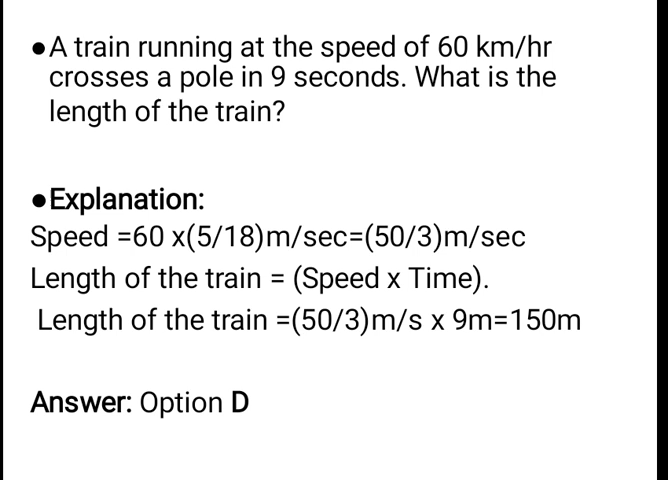 ●A train running at the speed of 60 km/hr
crosses a pole in 9 seconds. What is the
length of the train?
●Explanation:
Speed =60 x(5/18)m/sec=(50/3)m/sec
Length of the train = (Speed x Time).
Length of the train =(50/3)m/s x 9m=150m
Answer: Option D